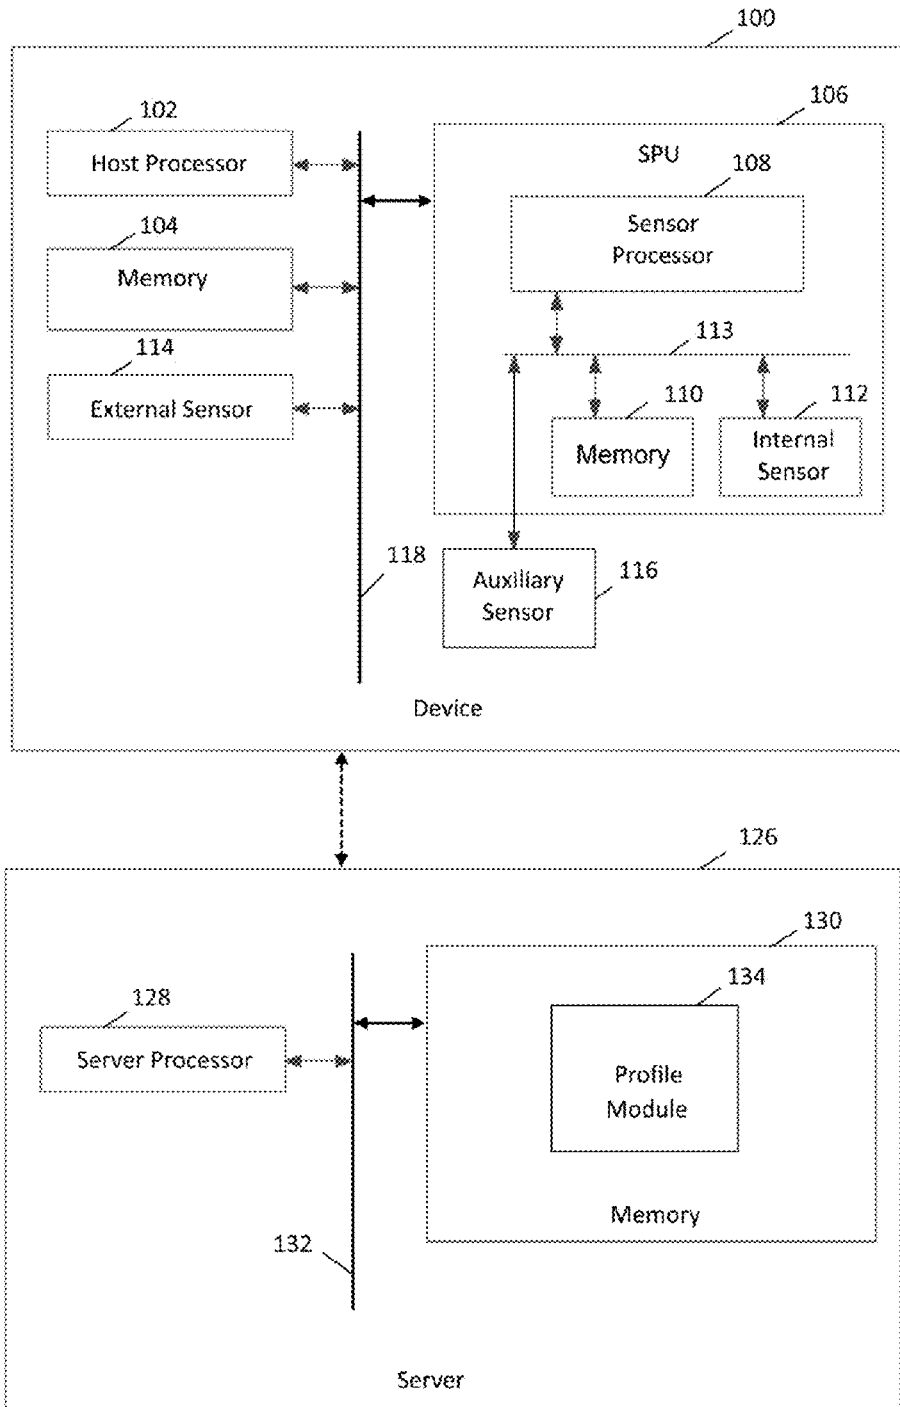 100
102
106
Host Processor
SPU
108
104
Sensor
Processor
Memory
114
113
External Sensor
110
112
Memory
Internal
Sensor
118
Auxiliary
Sensor
116
Device
126
130
134
128
Server Processor
Profile
Module
Memory
132
Server